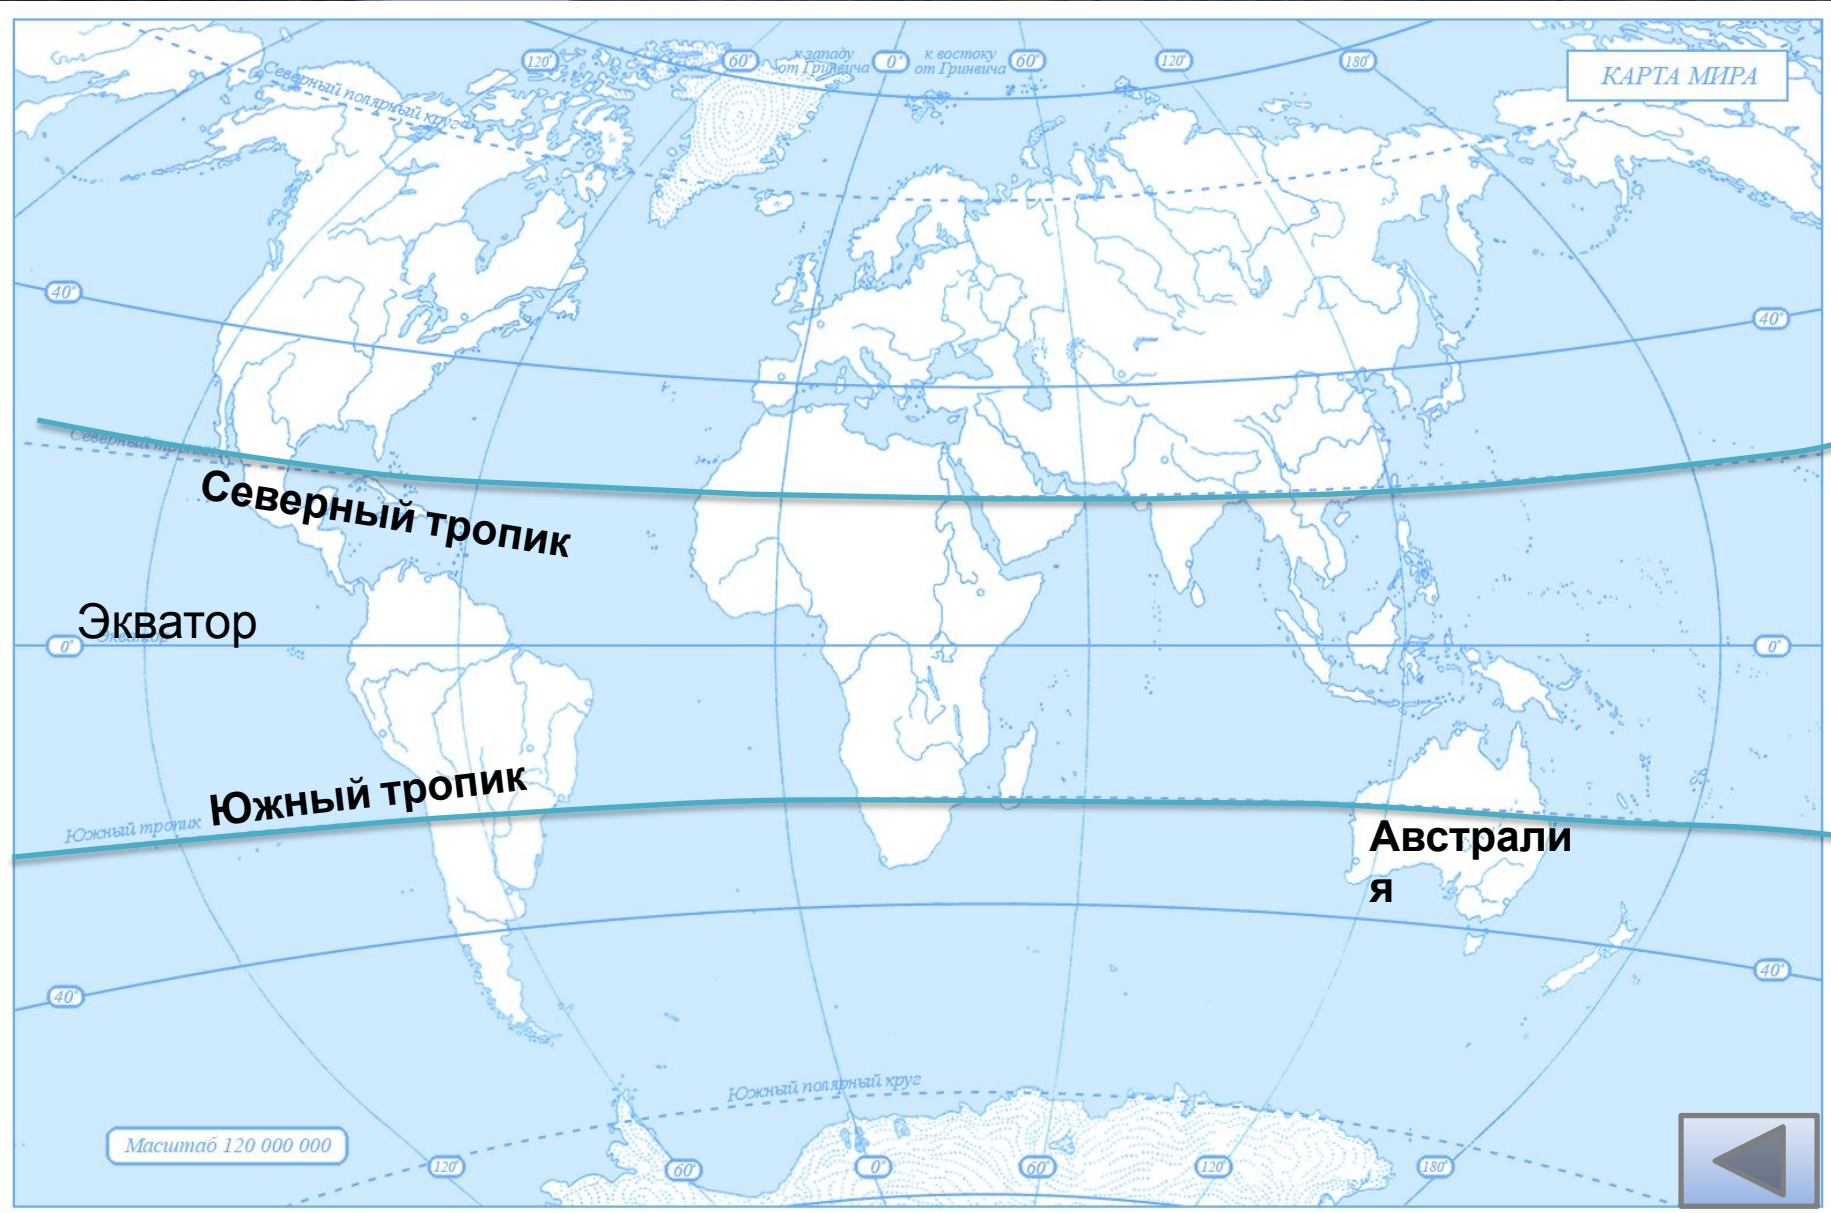 120°
60°
к западу
от Гринвича
0°
к востоку
от Гринвича
60°
120°
180°
КАРТА МИРА
Северный полярный круг
40°
40°
Северный тропик
Северный тропик
Экватор
0°
Экватор
0°
Южный тропик
Южный тропик
Австрали
я
40°
40°
Южный полярный круг
Масштаб 120 000 000
120°
60°
0°
60°
120°
180°